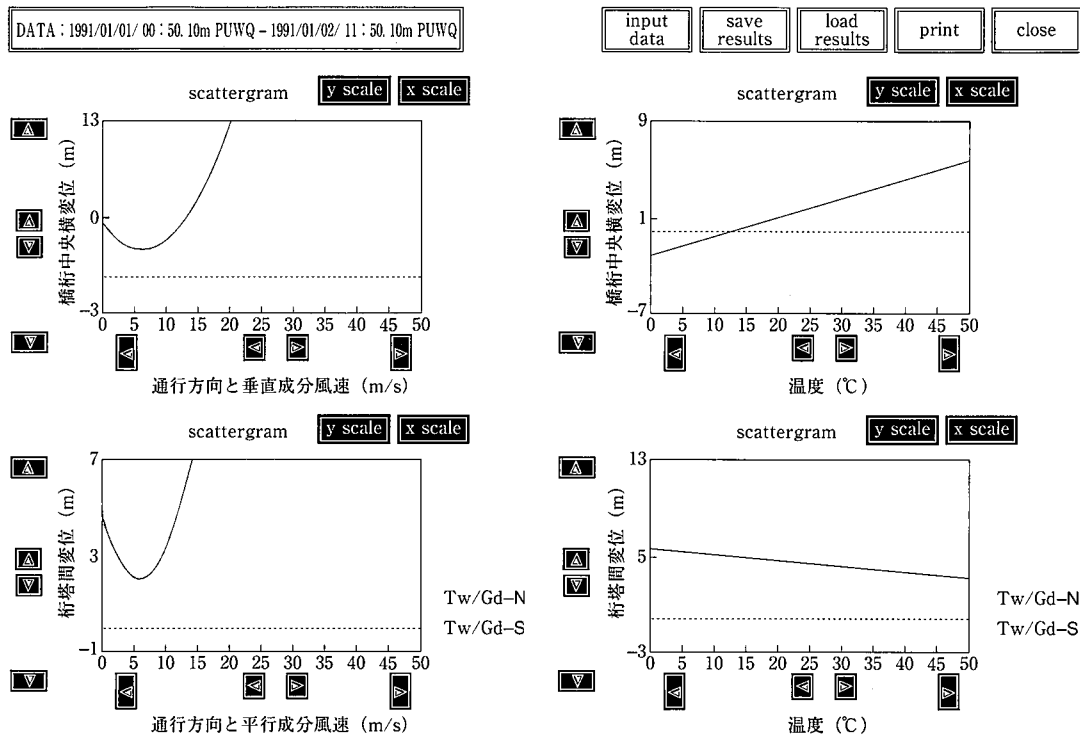 DATA：1991/01/01/ 00：50.10m PUWQ－1991/01/02/ 11：50.10m PUWQ
input data
save results
load results
print
close
scattergram
y scale
x scale
橋桁中央横変位 (m)
13
0
−3
0 5 10 15 20 25 30 35 40 45 50
通行方向と垂直成分風速 (m/s)
scattergram
y scale
x scale
橋桁中央横変位 (m)
9
1
−7
0 5 10 15 20 25 30 35 40 45 50
温度 (℃)
scattergram
y scale
x scale
桁塔間変位 (m)
7
3
−1
0 5 10 15 20 25 30 35 40 45 50
通行方向と平行成分風速 (m/s)
Tw/Gd−N
Tw/Gd−S
scattergram
y scale
x scale
桁塔間変位 (m)
13
5
−3
0 5 10 15 20 25 30 35 40 45 50
温度 (℃)
Tw/Gd−N
Tw/Gd−S